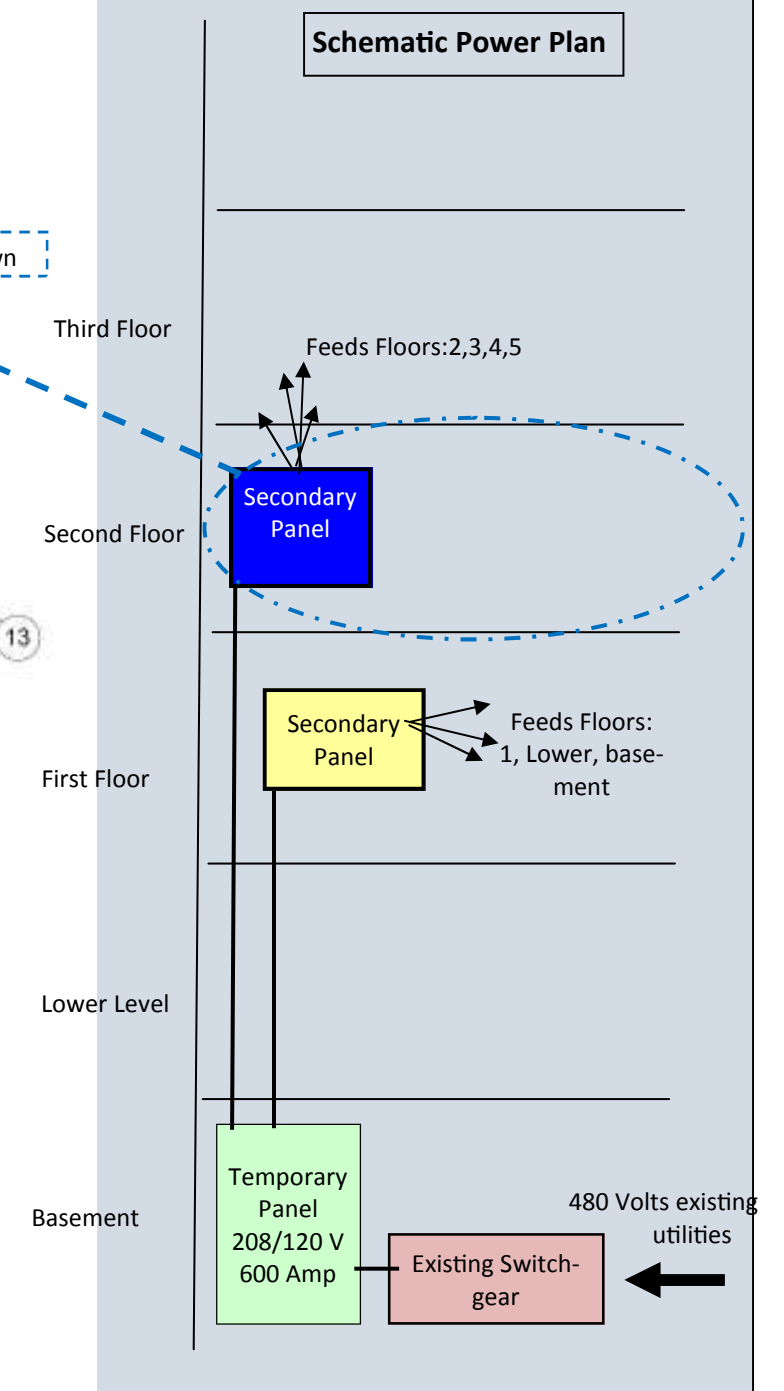 Schematic Power Plan
Third Floor
Feeds Floors:2,3,4,5
Secondary
Panel
Second Floor
13
Secondary
Panel
Feeds Floors:
1, Lower, base-
ment
First Floor
Lower Level
Temporary
Panel
208/120 V
600 Amp
Basement
480 Volts existing
utilities
Existing Switch-
gear